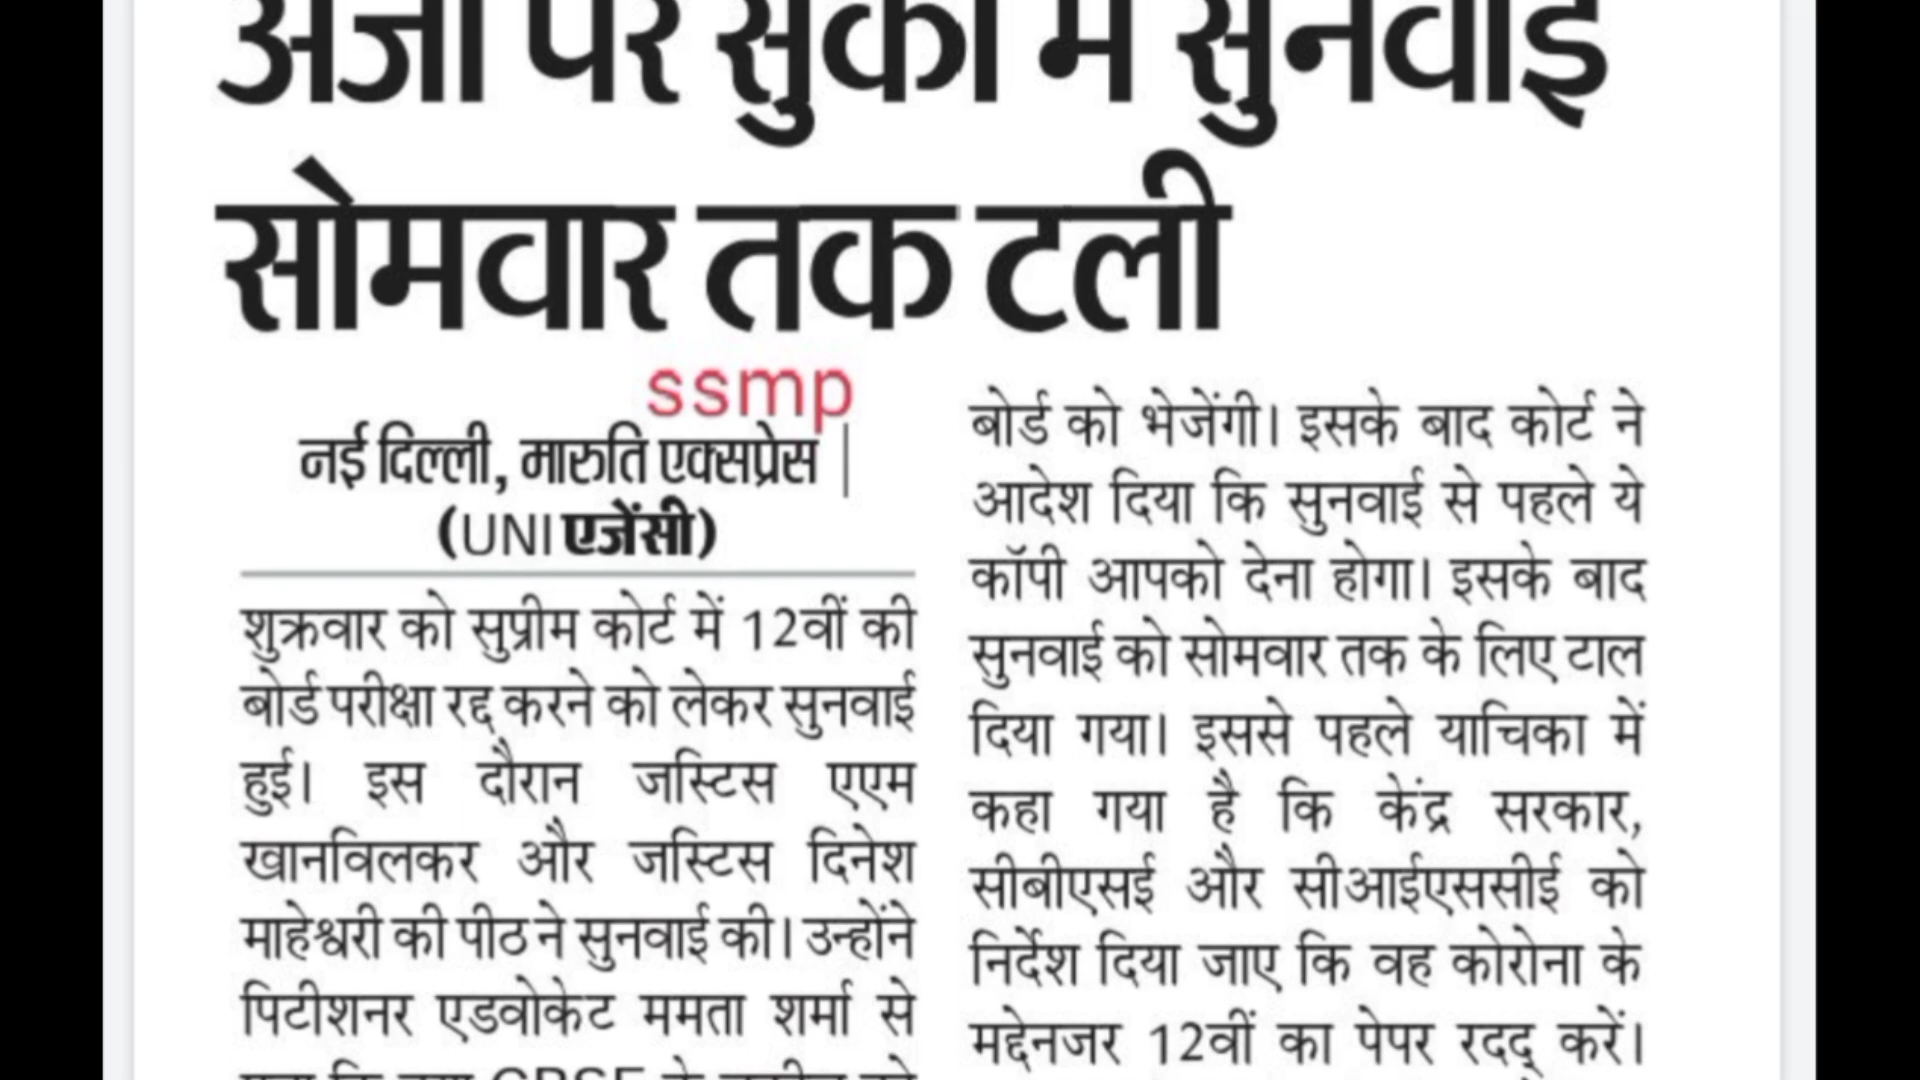 अर्जी पर सुको में सुनवाई
सोमवार तक टली
ssmp
नई दिल्ली, मारुति एक्सप्रेस |
(UNI एजेंसी)
शुक्रवार को सुप्रीम कोर्ट में 12वीं की
बोर्ड परीक्षा रद्द करने को लेकर सुनवाई
हुई। इस दौरान जस्टिस एएम
खानविलकर और जस्टिस दिनेश
माहेश्वरी की पीठ ने सुनवाई की। उन्होंने
पिटीशनर एडवोकेट ममता शर्मा से
CBSE के
बोर्ड को भेजेंगी। इसके बाद कोर्ट ने
आदेश दिया कि सुनवाई से पहले ये
कॉपी आपको देना होगा। इसके बाद
सुनवाई को सोमवार तक के लिए टाल
दिया गया। इससे पहले याचिका में
कहा गया है कि केंद्र सरकार,
सीबीएसई और सीआईएससीई को
निर्देश दिया जाए कि वह कोरोना के
मद्देनजर 12वीं का पेपर रदद् करें।